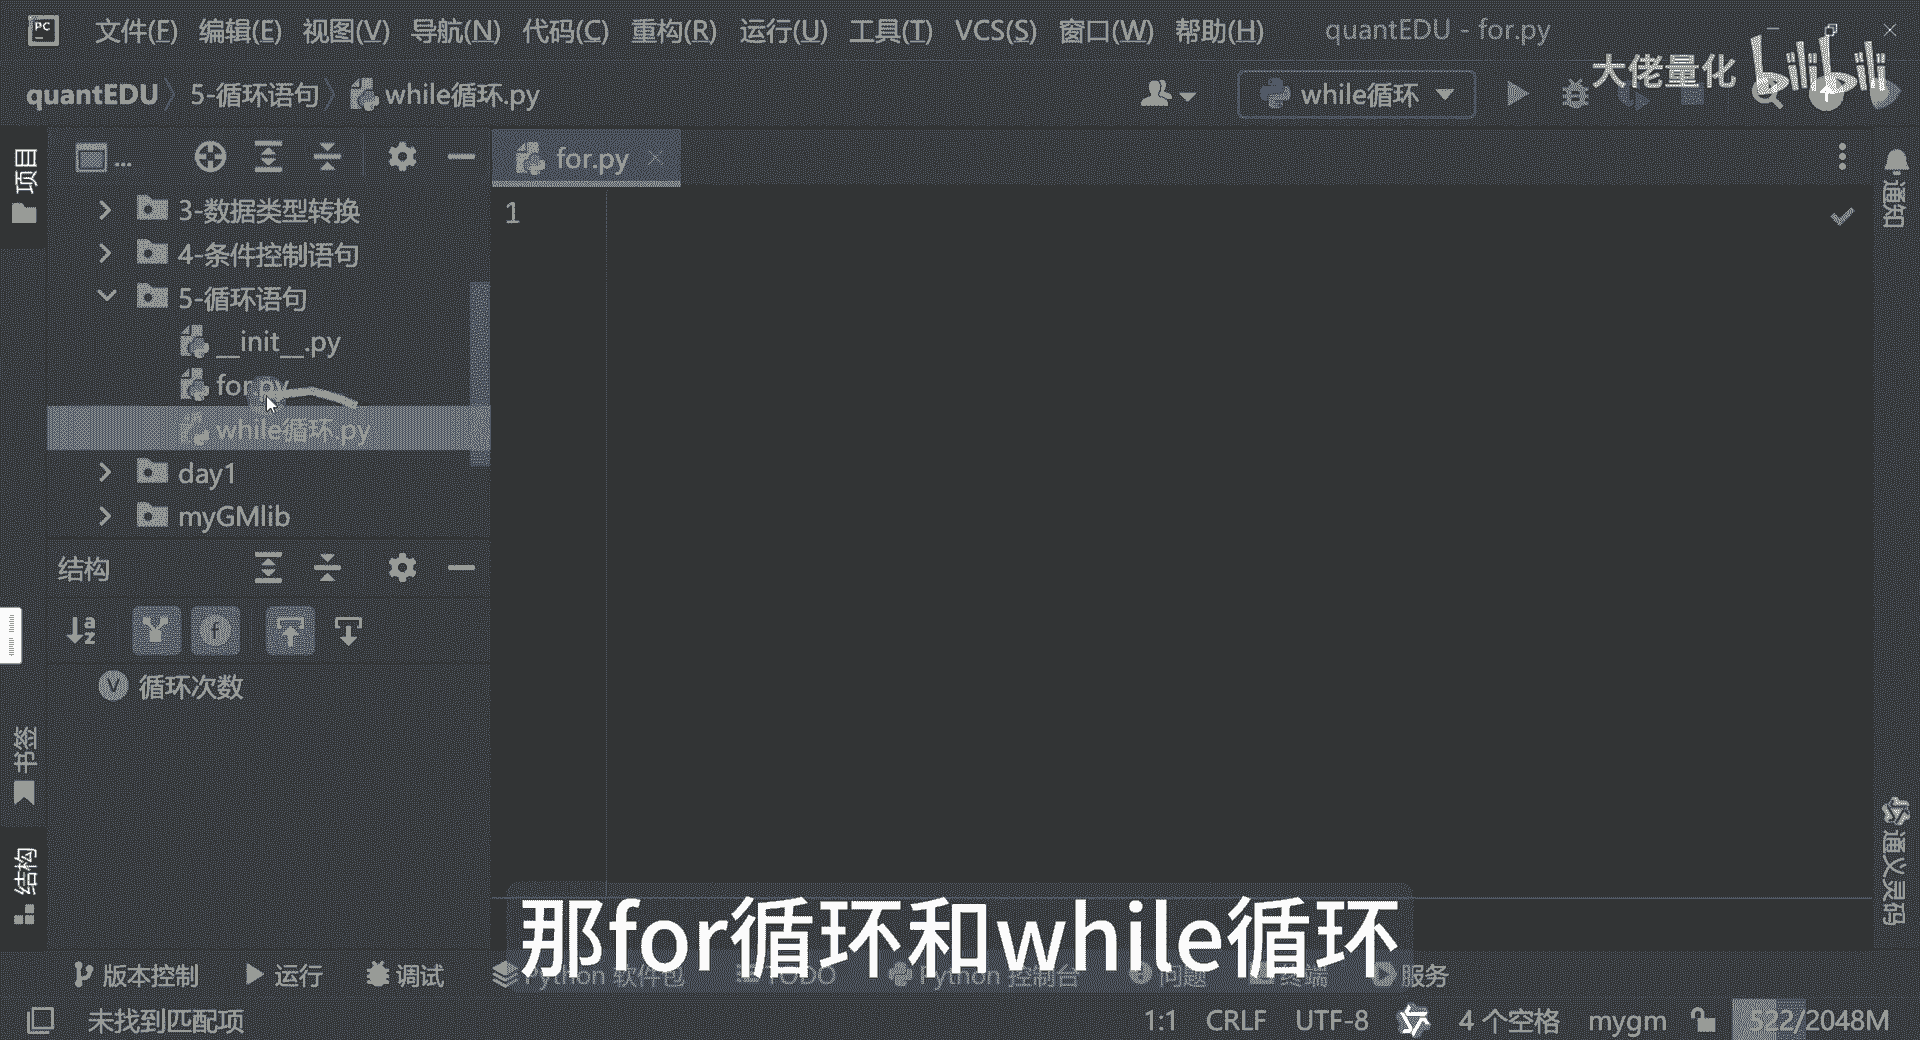 PC 文件(F) 编辑(E) 视图(V) 导航(N) 代码(C) 重构(R) 运行(U) 工具(T) VCS(S) 窗口(W) 帮助(H) quantEDU - for.py
大佬量化 bilibili
quantEDU 5-循环语句 while循环.py while循环
项目
...
for.py
通知
3-数据类型转换
1
4-条件控制语句
5-循环语句
__init__.py
for.py
while循环.py
day1
myGMlib
结构
循环次数
书签
结构
通义灵码
那for循环和while循环
版本控制 运行 调试 Python 软件包 TODO Python 控制台 问题 终端 服务
未找到匹配项 1:1 CRLF UTF-8 4 个空格 mygm 522/2048M